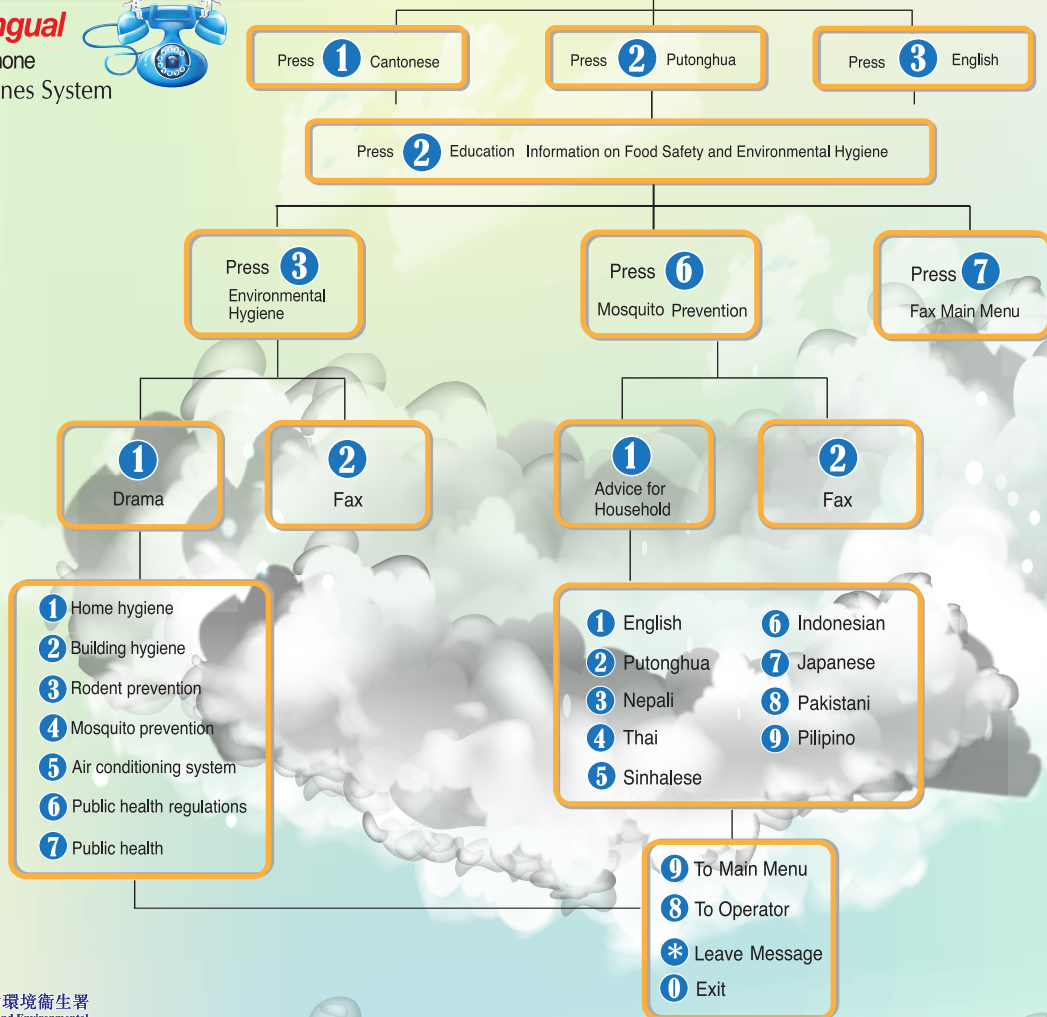 Press 1 Cantonese
Press 2 Putonghua
Press 3 English
Press 2 Education Information on Food Safety and Environmental Hygiene
Press 3
Environmental
Hygiene
Press 6
Mosquito Prevention
Press 7
Fax Main Menu
1
Drama
2
Fax
1
Advice for
Household
2
Fax
1 Home hygiene
2 Building hygiene
3 Rodent prevention
4 Mosquito prevention
5 Air conditioning system
6 Public health regulations
7 Public health
1 English
2 Putonghua
3 Nepali
4 Thai
5 Sinhalese
6 Indonesian
7 Japanese
8 Pakistani
9 Pilipino
9 To Main Menu
8 To Operator
* Leave Message
0 Exit
System
環境衞生署